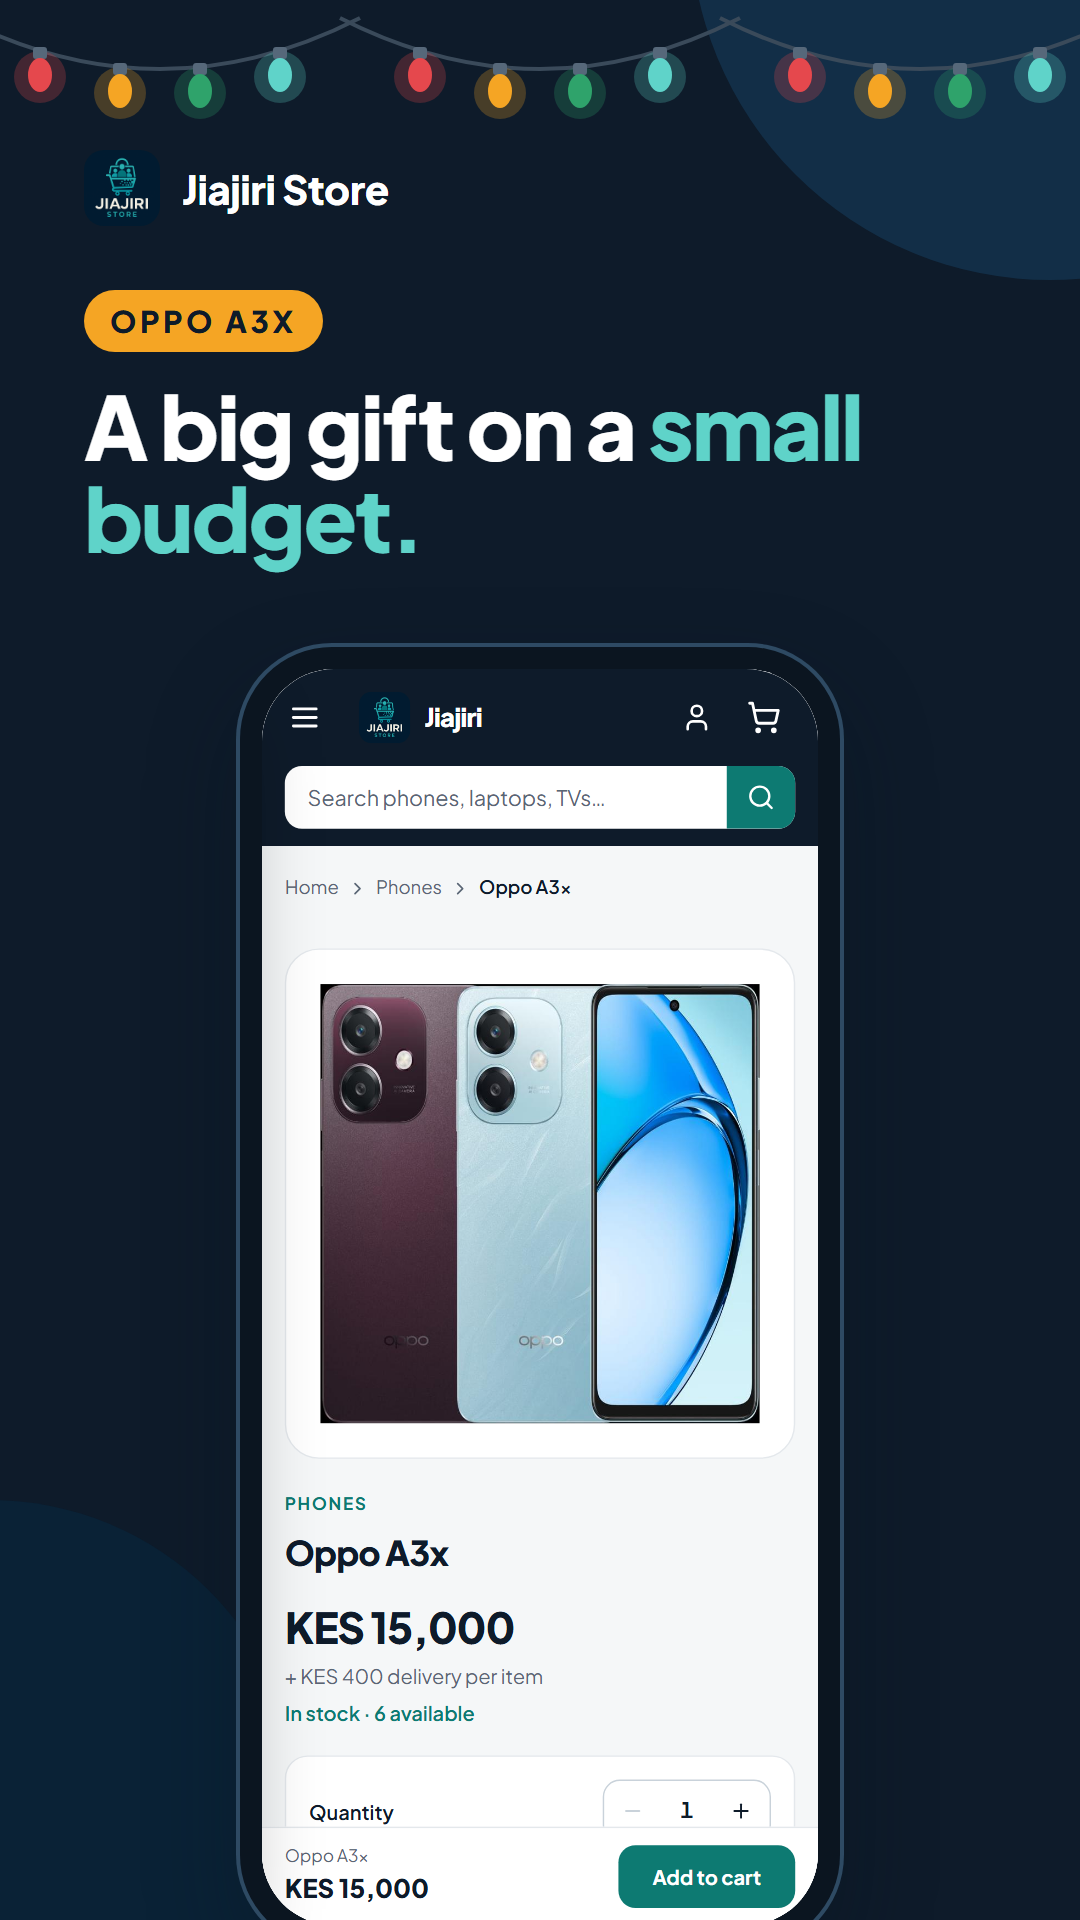 JIAJIRI
STORE
Jiajiri Store
OPPO A3X
A big gift on a small
budget.
JIAJIRI
STORE
Jiajiri
Search phones, laptops, TVs...
Home > Phones > Oppo A3x
oppo
oppo
PHONES
Oppo A3x
KES 15,000
+ KES 400 delivery per item
In stock · 6 available
Quantity
− 1 +
Oppo A3x
KES 15,000
Add to cart